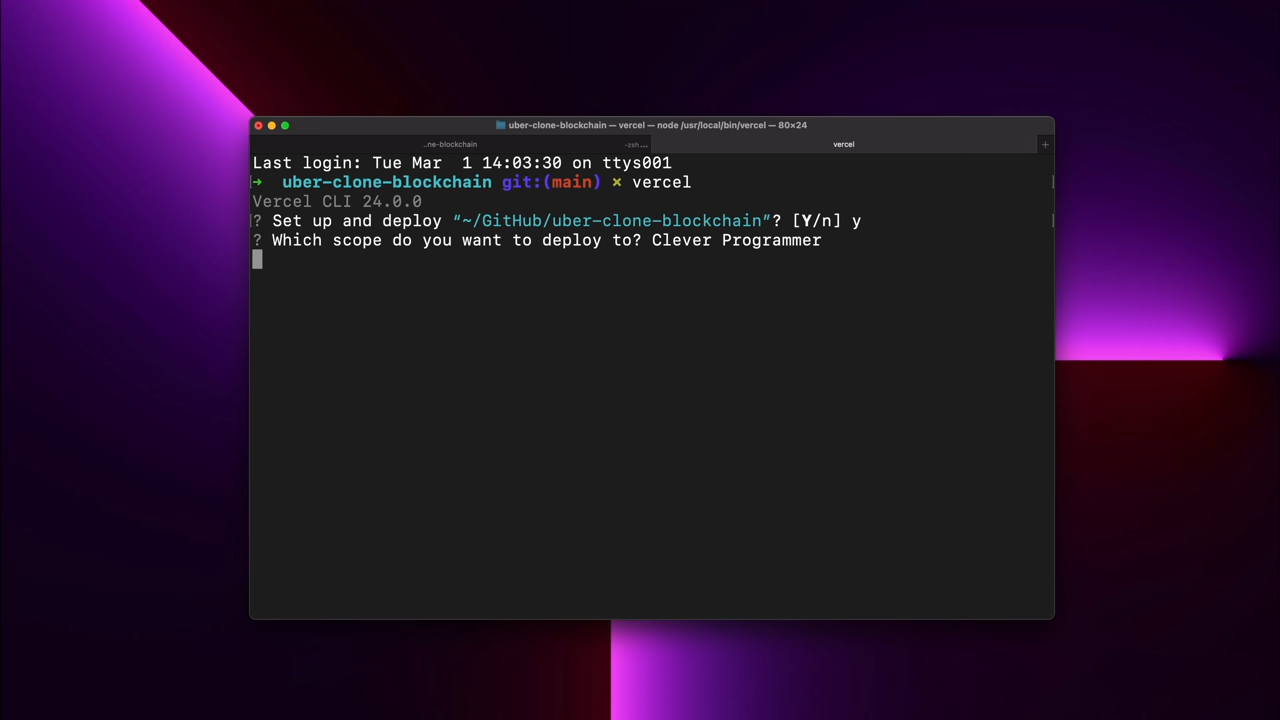 uber-clone-blockchain — vercel — node /usr/local/bin/vercel — 80×24
..ne-blockchain -zsh ... vercel +
Last login: Tue Mar  1 14:03:30 on ttys001
➜  uber-clone-blockchain git:(main) ✗ vercel
Vercel CLI 24.0.0
? Set up and deploy “~/GitHub/uber-clone-blockchain”? [Y/n] y
? Which scope do you want to deploy to? Clever Programmer